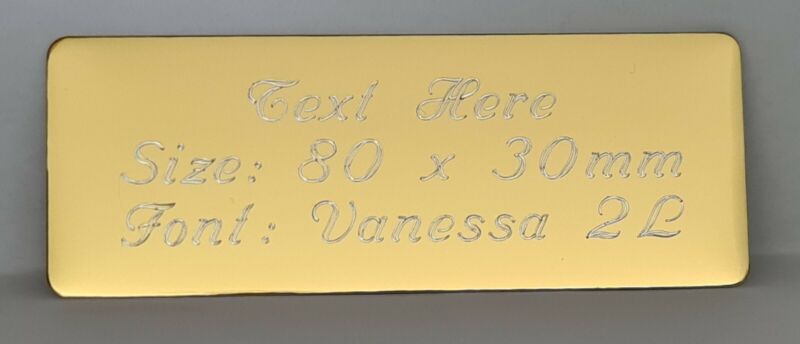 Text Here
Size: 80 x 30mm
Font: Vanessa 2L